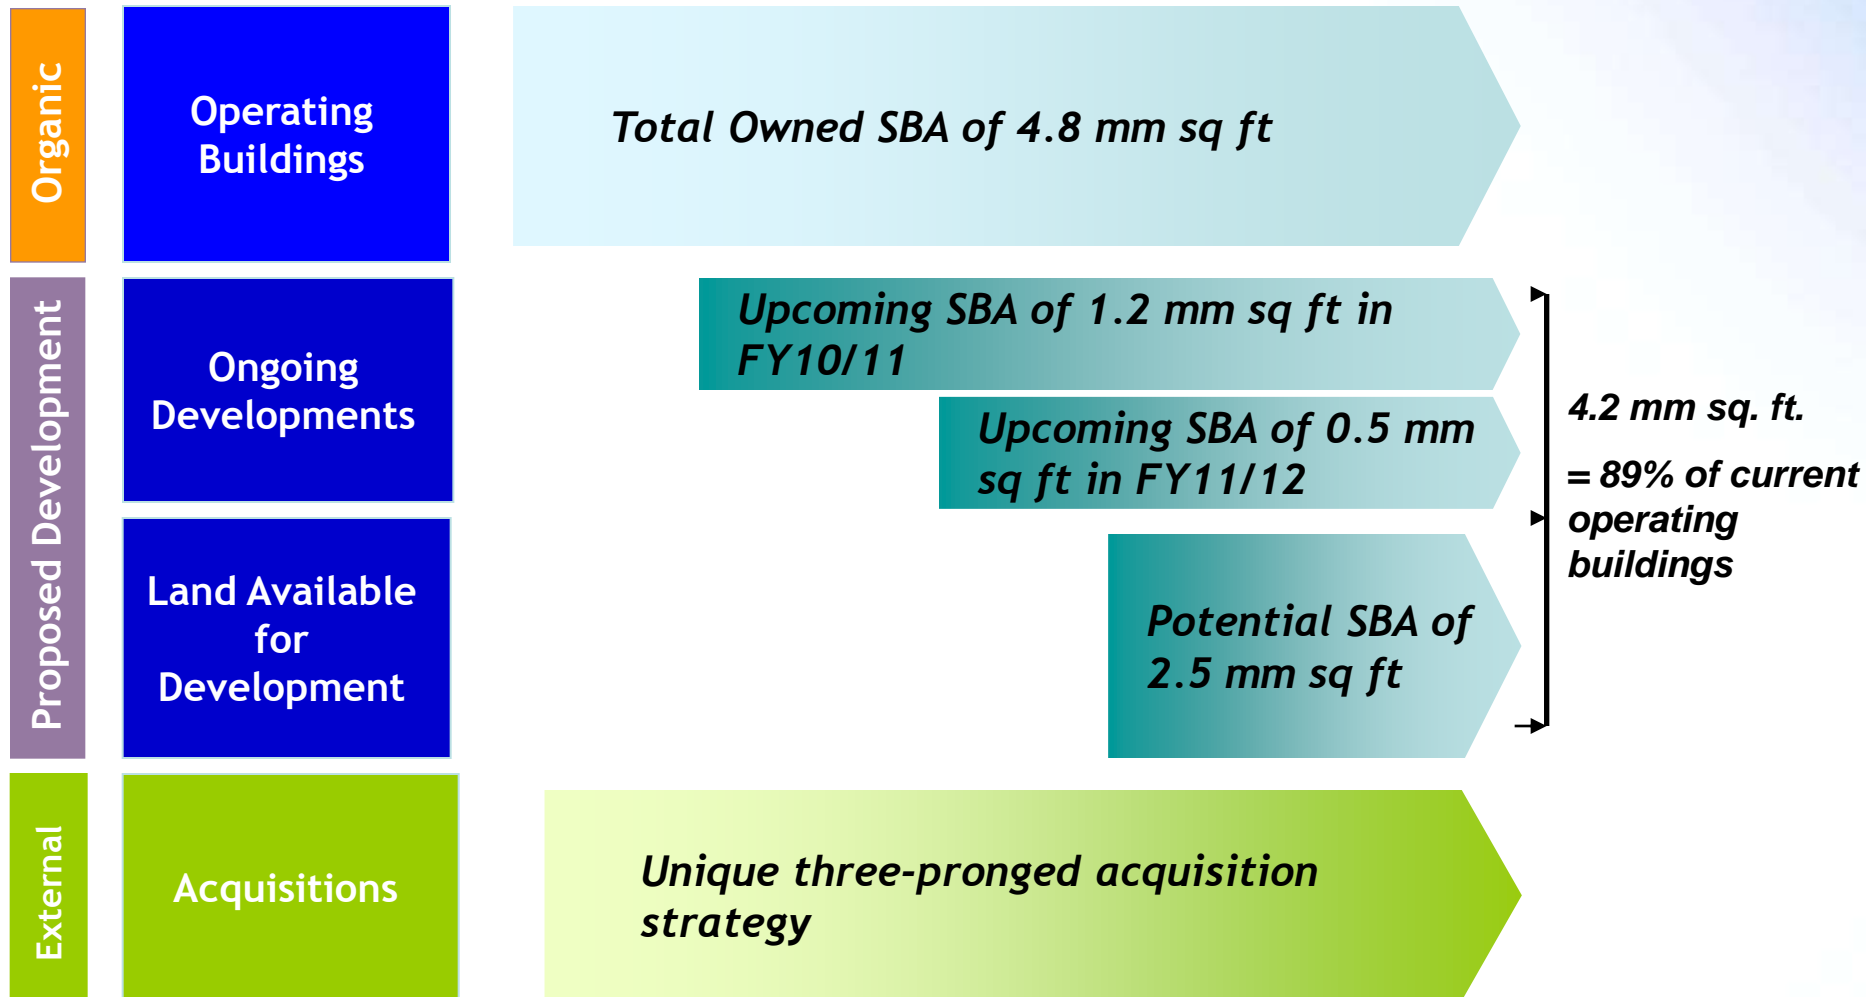 Organic
Operating
Buildings
Total Owned SBA of 4.8 mm sq ft
Proposed Development
Ongoing
Developments
Upcoming SBA of 1.2 mm sq ft in
FY10/11
Upcoming SBA of 0.5 mm
sq ft in FY11/12
4.2 mm sq. ft.
= 89% of current
operating
buildings
Land Available
for
Development
Potential SBA of
2.5 mm sq ft
External
Acquisitions
Unique three-pronged acquisition
strategy